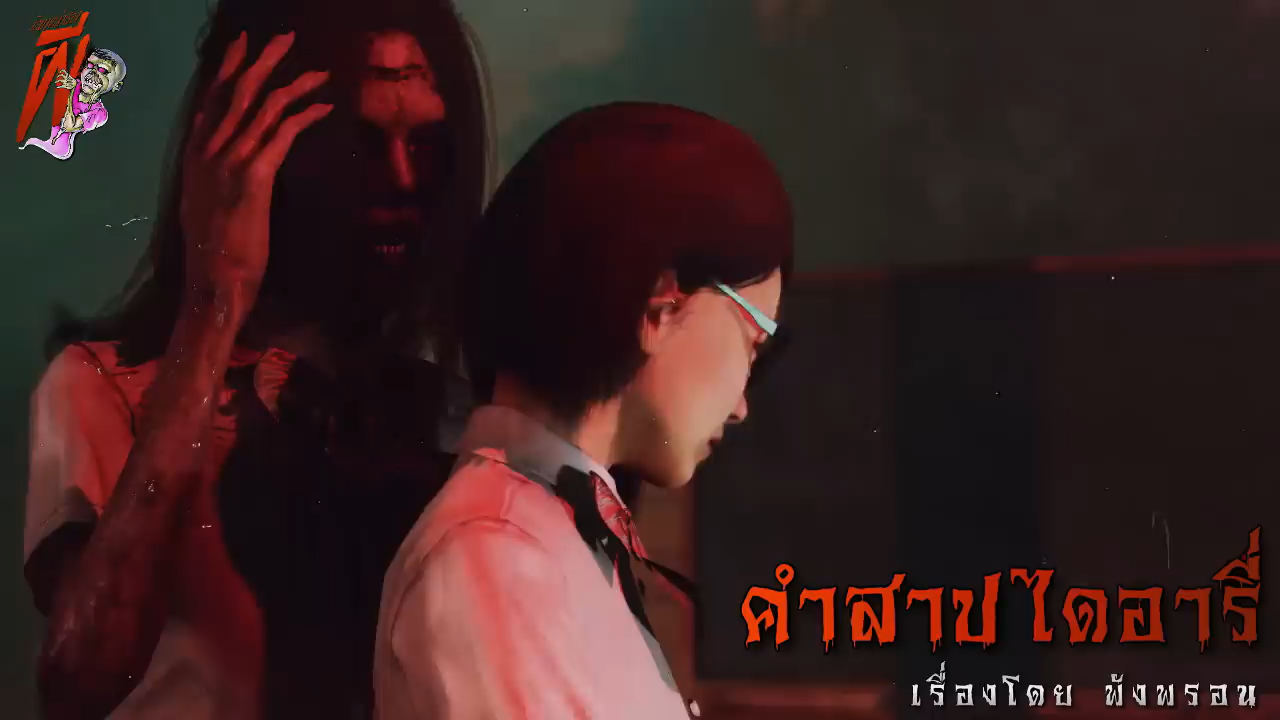 ผี
คำสาปไดอารี่
เรื่องโดย พังพรอน